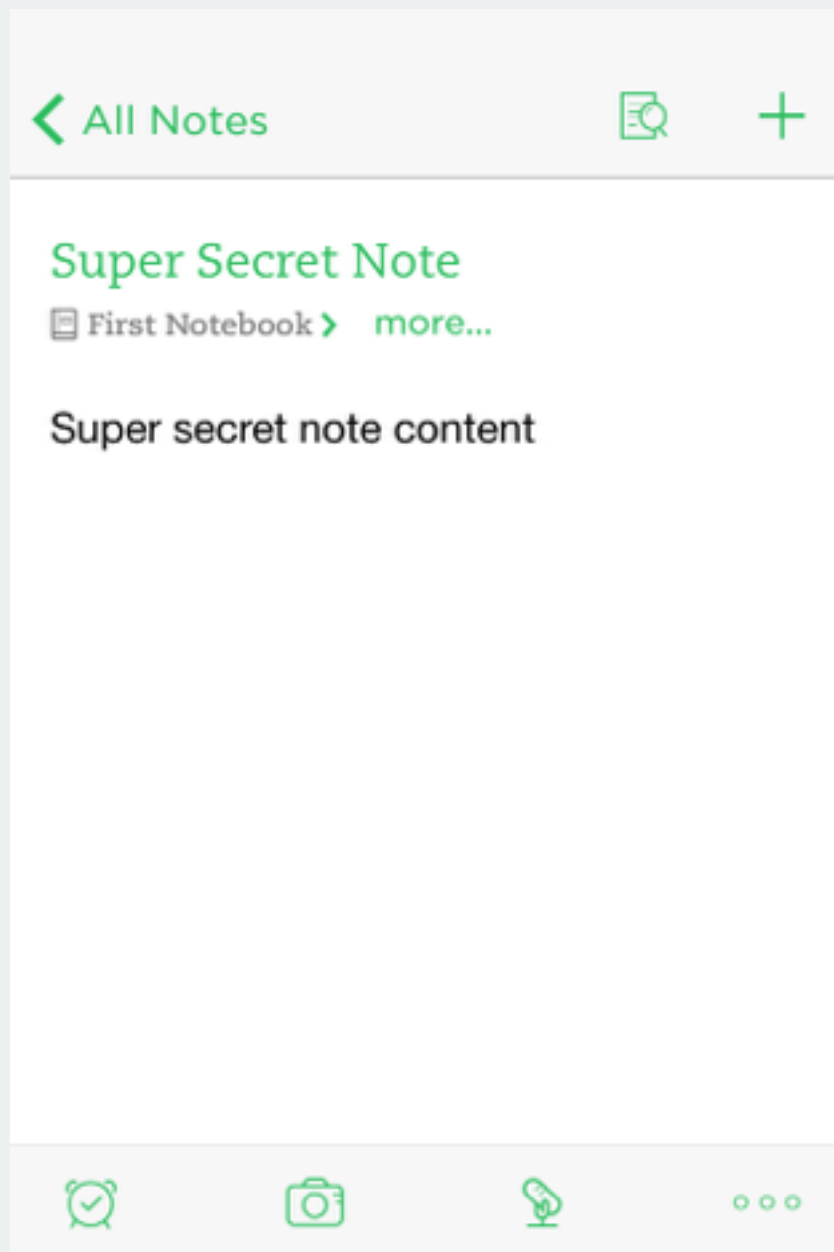 All Notes
Super Secret Note
First Notebook more...
Super secret note content